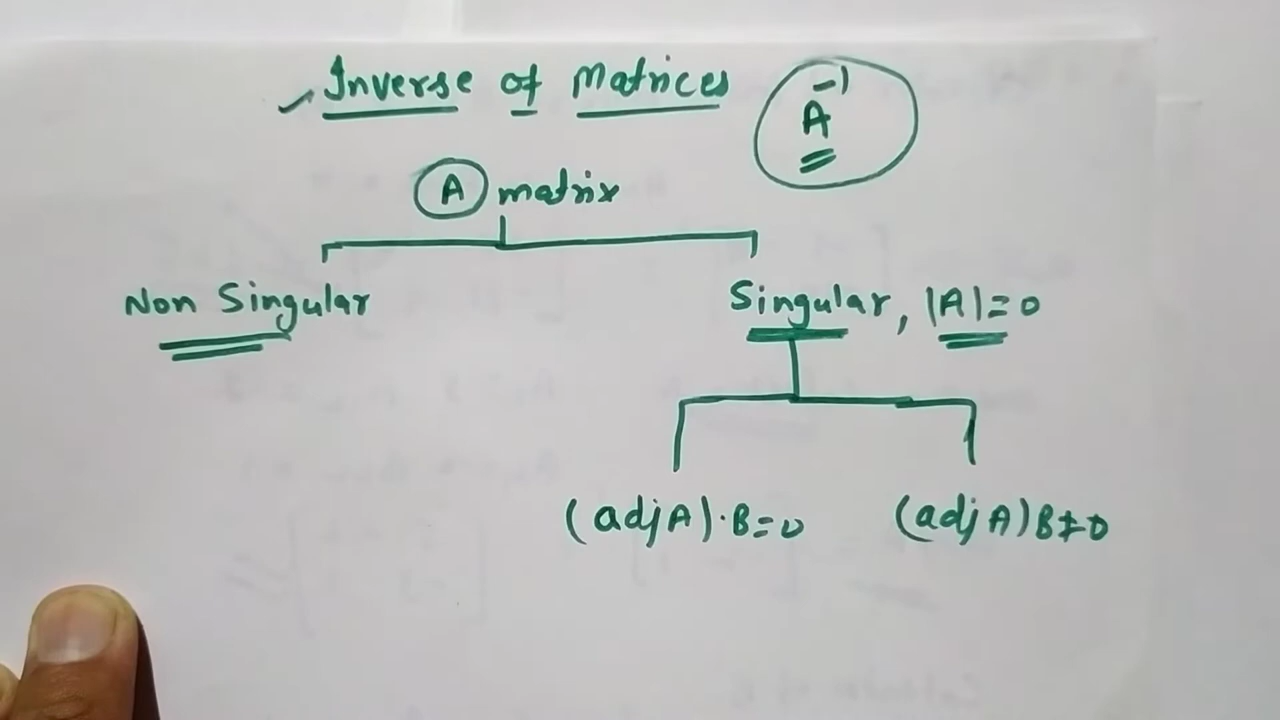 Inverse of Matrices A⁻¹
A matrix
Non Singular Singular, |A|=0
(adjA)·B=0 (adjA)B≠0